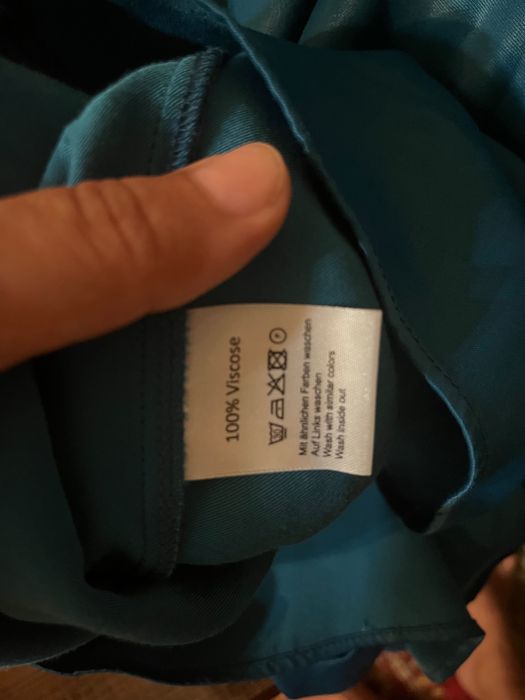 100% Viscose
Mit ähnlichen Farben waschen
Auf Links waschen
Wash with similar colors
Wash inside out